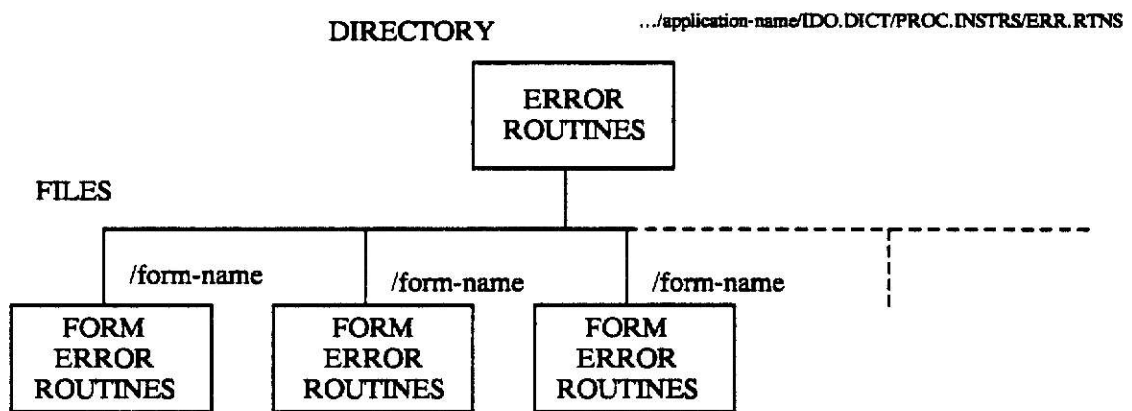 DIRECTORY
.../application-name/IDO.DICT/PROC.INSTRS/ERR.RTNS
ERROR
ROUTINES
FILES
/form-name
/form-name
/form-name
FORM
ERROR
ROUTINES
FORM
ERROR
ROUTINES
FORM
ERROR
ROUTINES